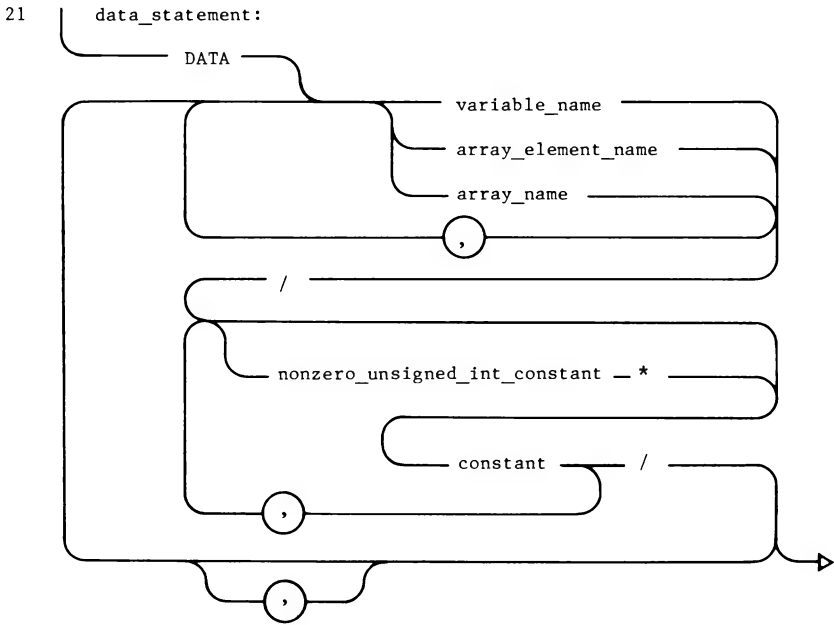 21 data_statement:
DATA
variable_name
array_element_name
array_name
,
/
nonzero_unsigned_int_constant *
constant /
,
,